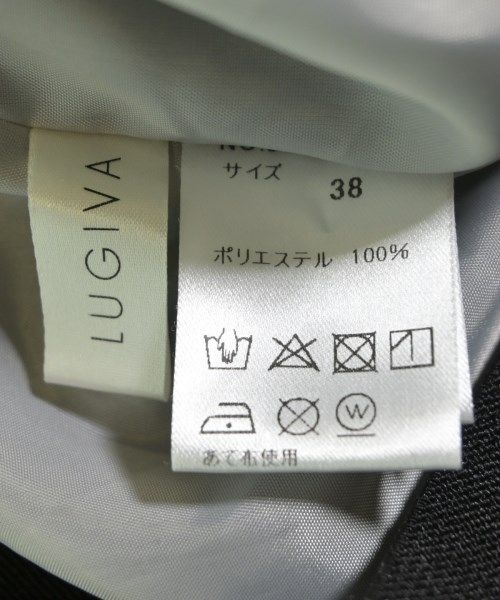 LUGIVA
サイズ 38
ポリエステル 100%
W
あて布使用